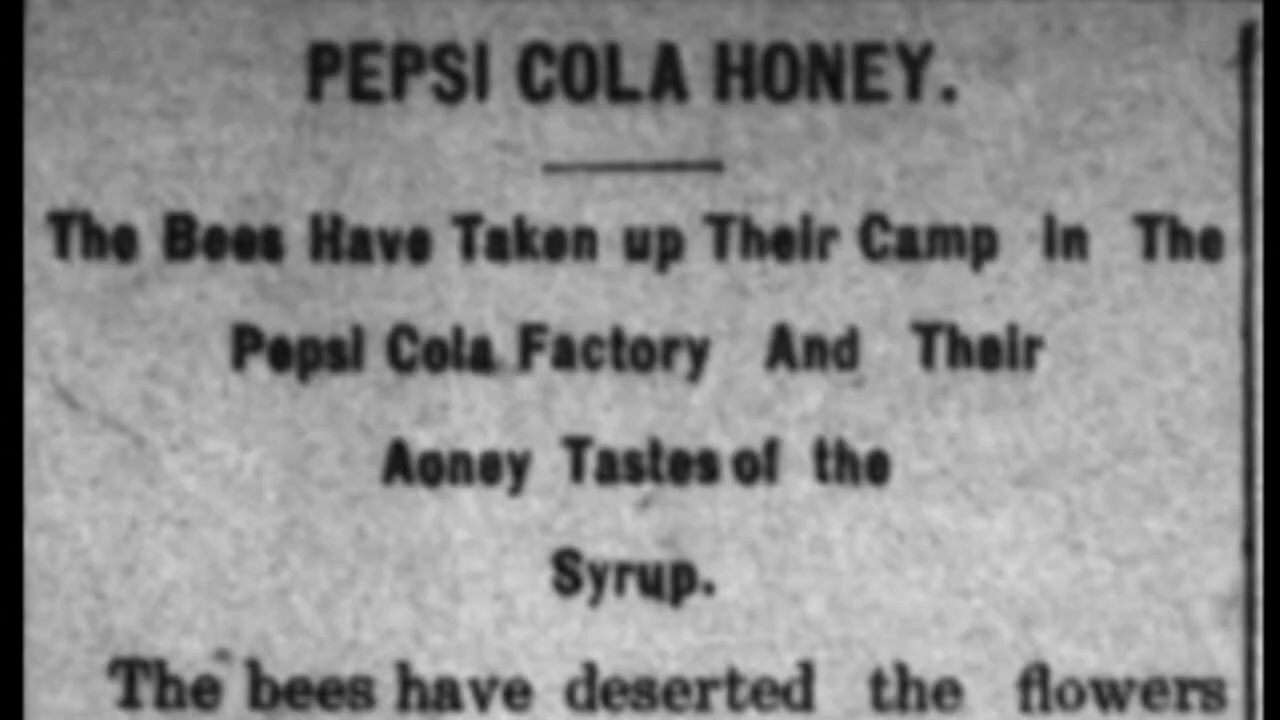 PEPSI COLA HONEY.
The Bees Have Taken up Their Camp in The
Pepsi Cola Factory And Their
Aoney Tastes of the
Syrup.
The bees have deserted the flowers